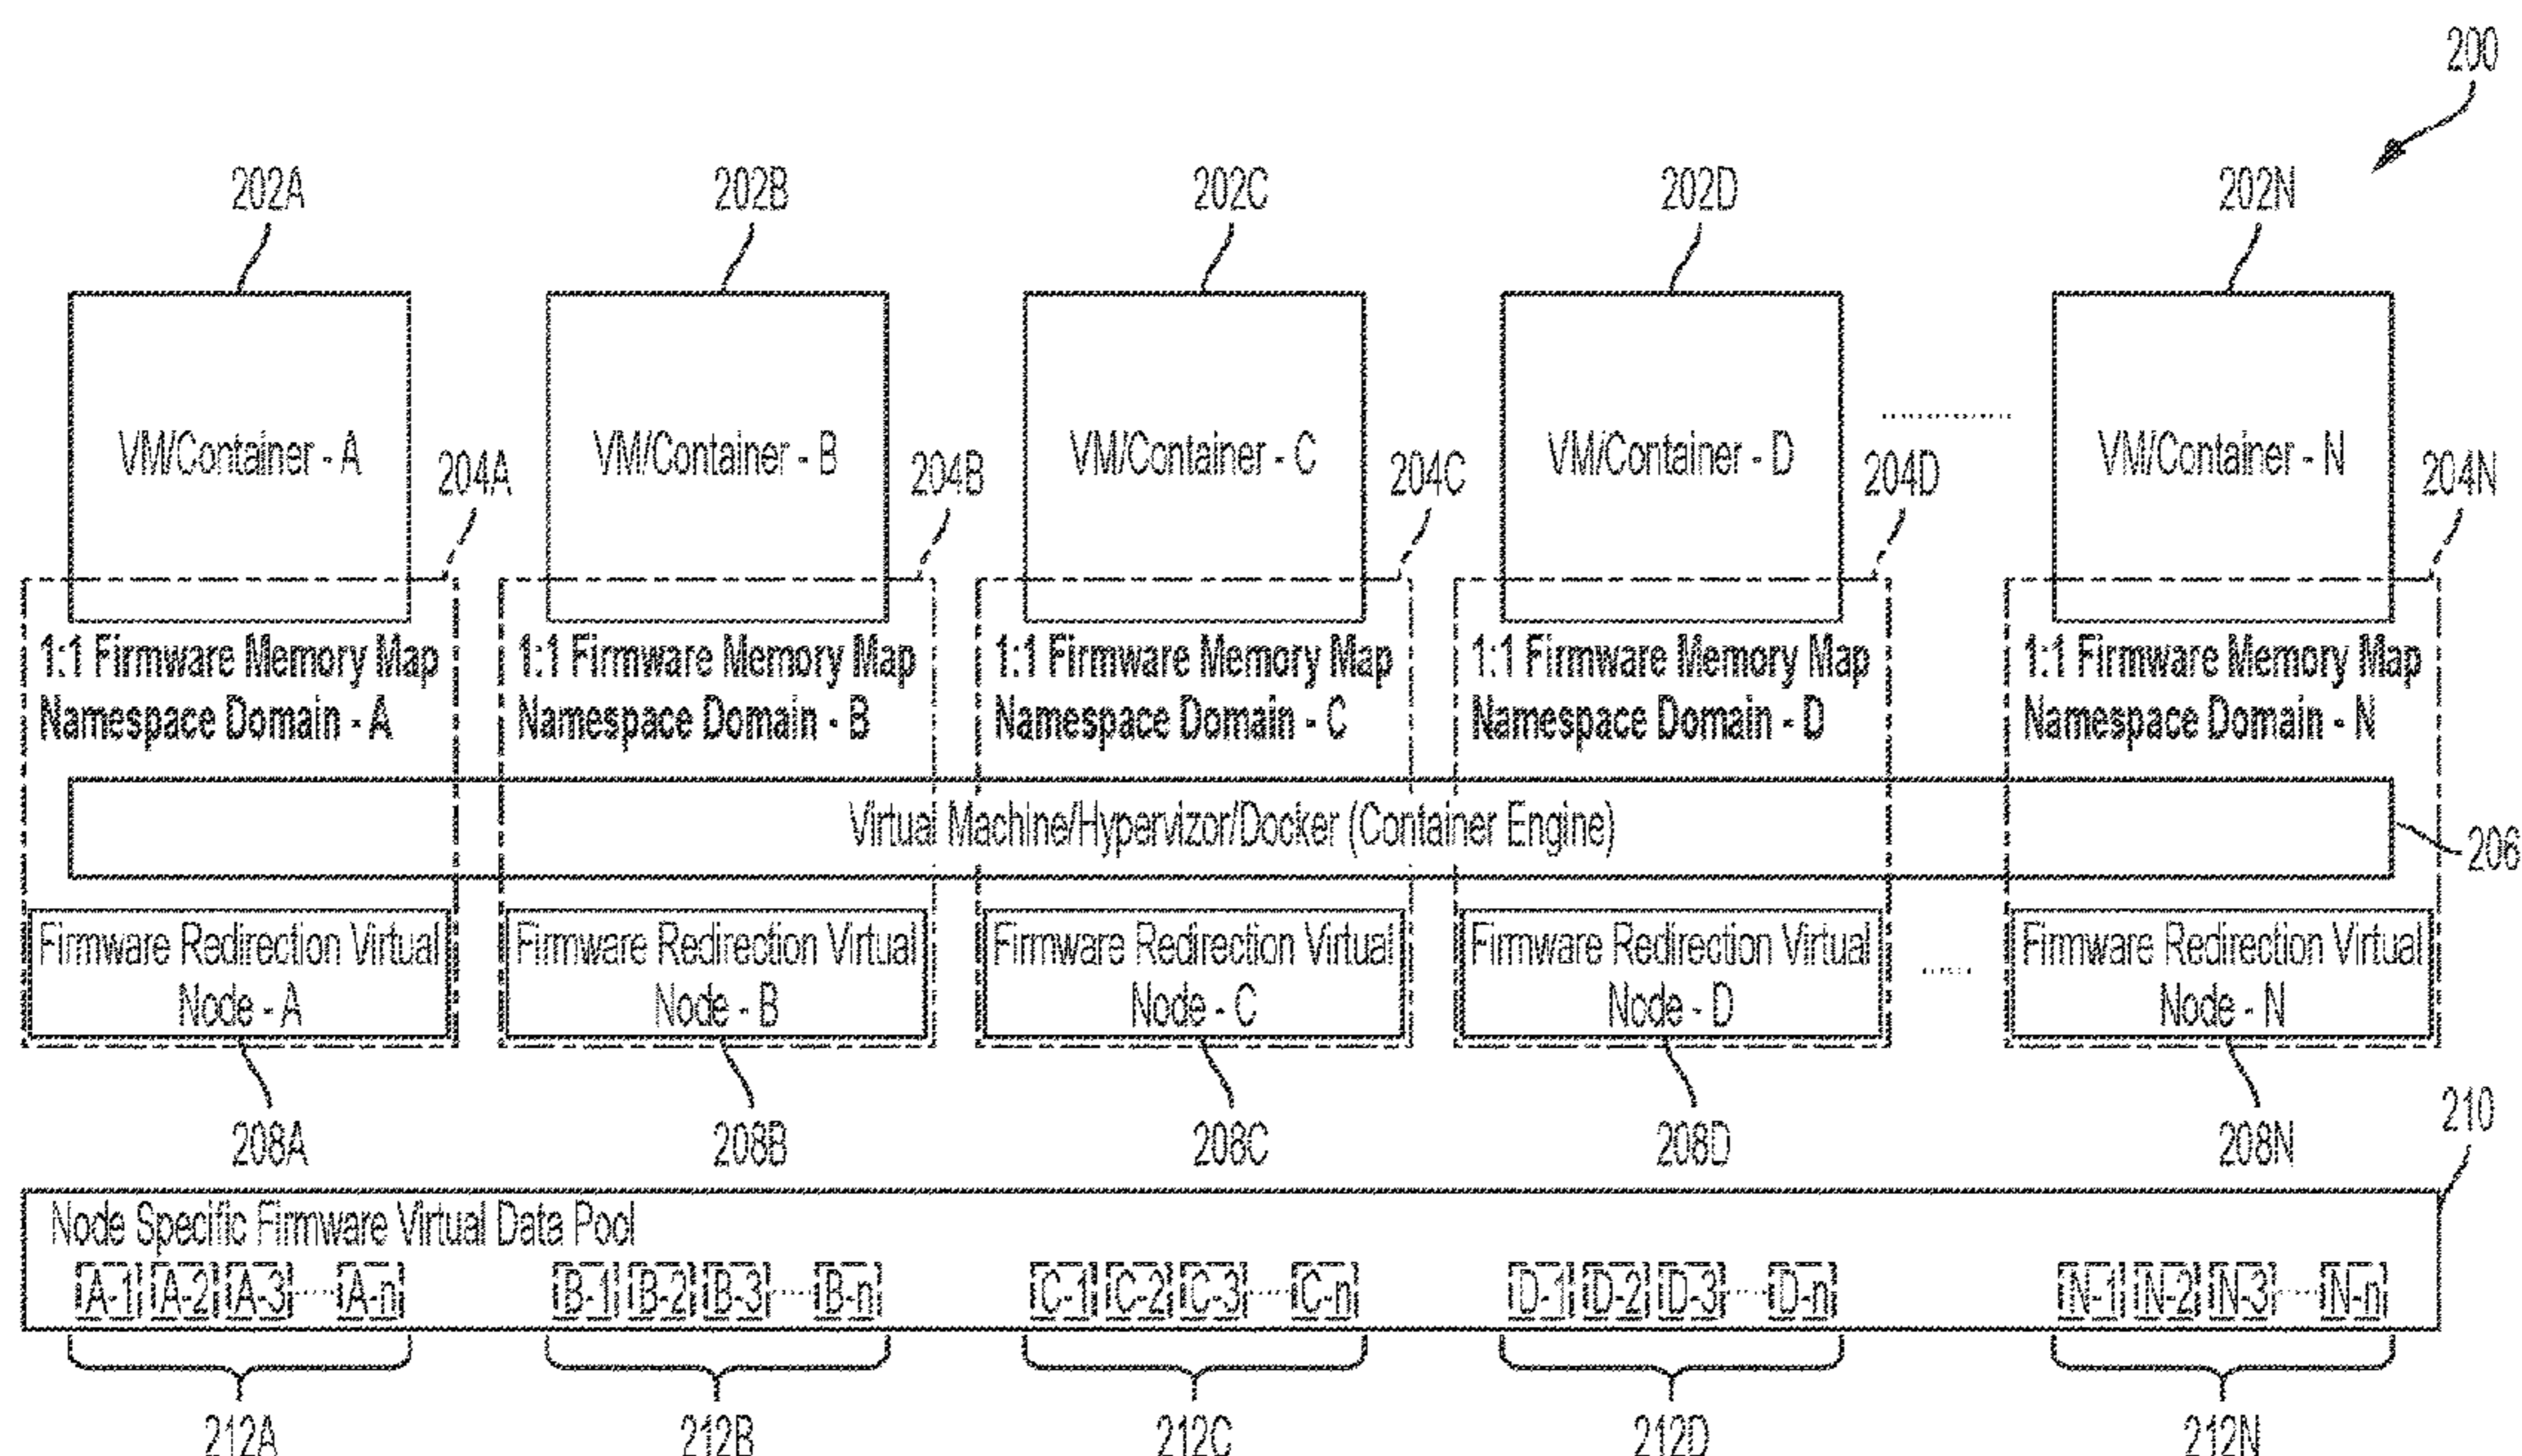 200
202A 202B 202C 202D 202N
VM/Container - A VM/Container - B VM/Container - C VM/Container - D VM/Container - N
204A 204B 204C 204D 204N
1:1 Firmware Memory Map 1:1 Firmware Memory Map 1:1 Firmware Memory Map 1:1 Firmware Memory Map 1:1 Firmware Memory Map
Namespace Domain - A Namespace Domain - B Namespace Domain - C Namespace Domain - D Namespace Domain - N
Virtual Machine/Hypervizor/Docker (Container Engine)
206
Firmware Redirection Virtual Firmware Redirection Virtual Firmware Redirection Virtual Firmware Redirection Virtual Firmware Redirection Virtual
Node - A Node - B Node - C Node - D Node - N
208A 208B 208C 208D 208N
210
Node Specific Firmware Virtual Data Pool
A-1 A-2 A-3 ..... A-n B-1 B-2 B-3 ..... B-n C-1 C-2 C-3 ..... C-n D-1 D-2 D-3 ..... D-n N-1 N-2 N-3 ..... N-n
212A 212B 212C 212D 212N